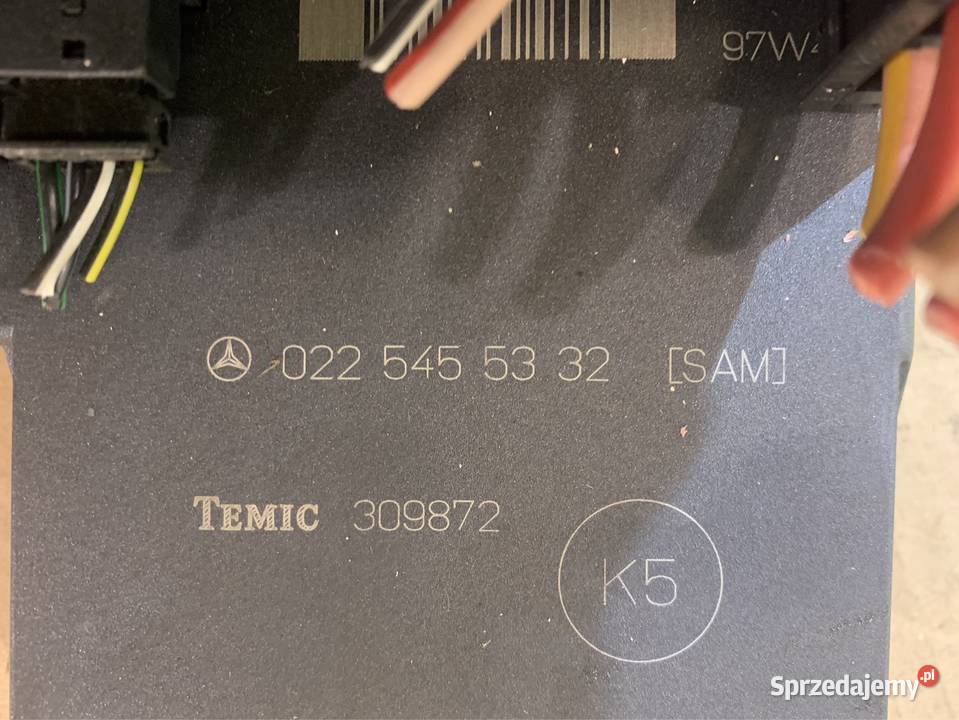 97W
022 545 53 32 [SAM]
TEMIC 309872
K5
Sprzedajemy.pl